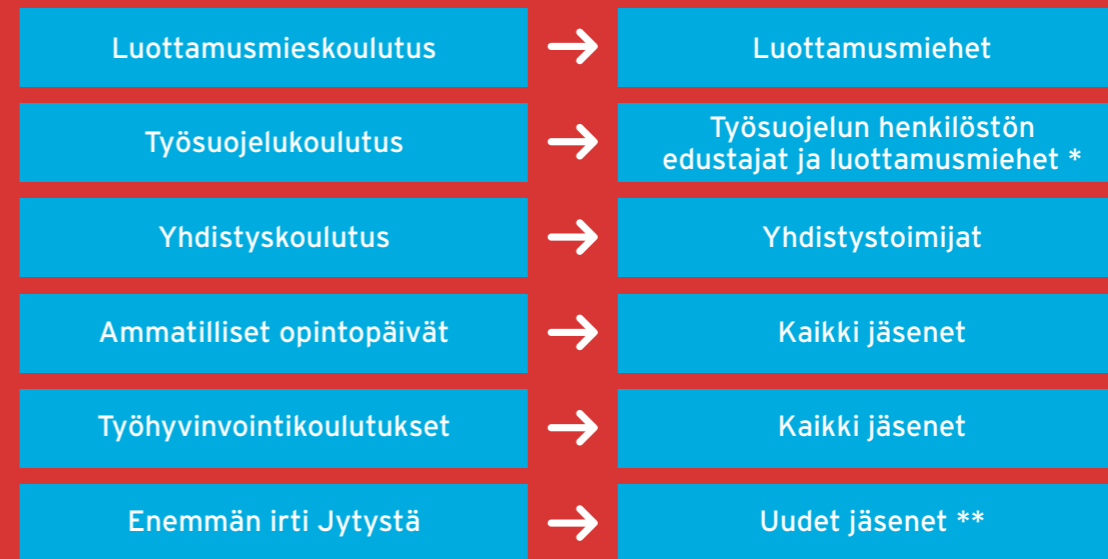 Luottamusmieskoulutus → Luottamusmiehet
Työsuojelukoulutus → Työsuojelun henkilöstön
edustajat ja luottamusmiehet *
Yhdistyskoulutus → Yhdistystoimijat
Ammatilliset opintopäivät → Kaikki jäsenet
Työhyvinvointikoulutukset → Kaikki jäsenet
Enemmän irti Jytystä → Uudet jäsenet **